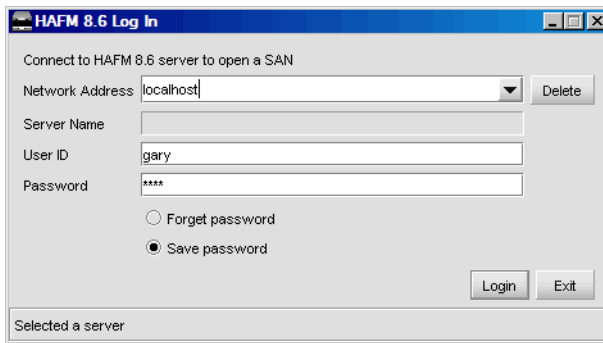 HAFM 8.6 Log In
Connect to HAFM 8.6 server to open a SAN
Network Address localhost Delete
Server Name
User ID gary
Password ****
Forget password
Save password
Login Exit
Selected a server